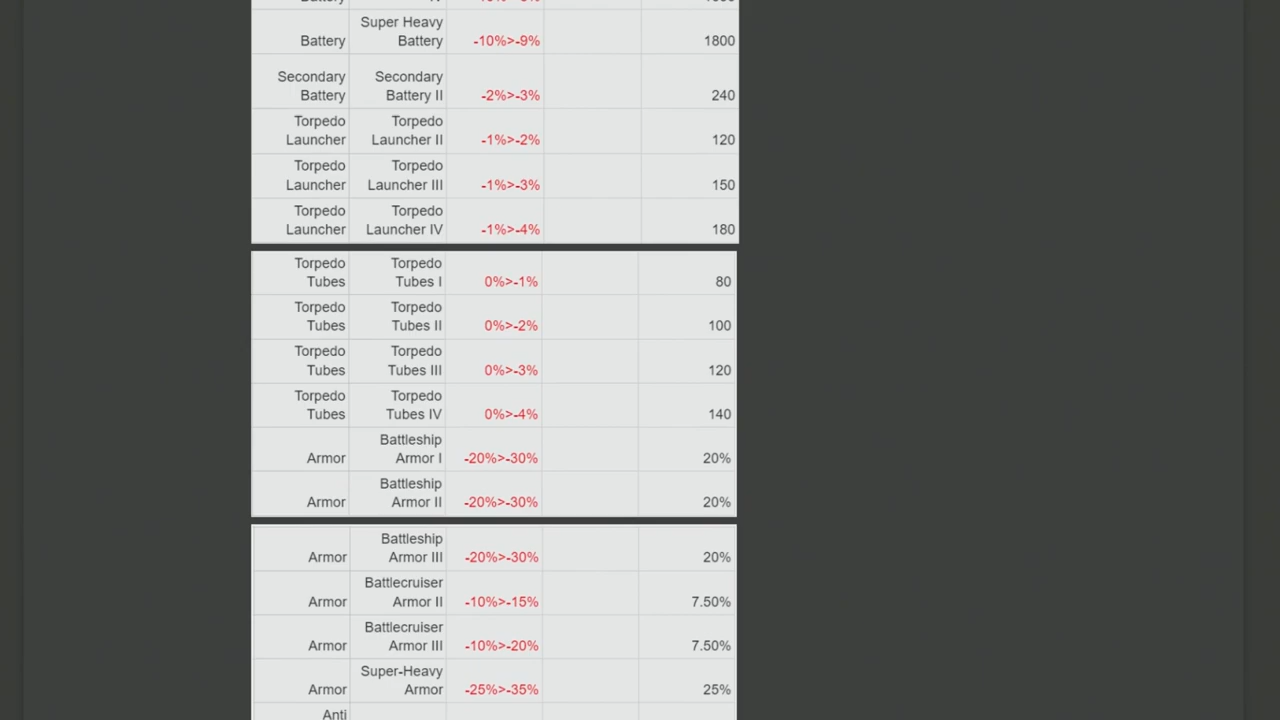 Super Heavy
Battery Battery -10%>-9% 1800
Secondary Secondary
Battery Battery II -2%>-3% 240
Torpedo Torpedo
Launcher Launcher II -1%>-2% 120
Torpedo Torpedo
Launcher Launcher III -1%>-3% 150
Torpedo Torpedo
Launcher Launcher IV -1%>-4% 180
Torpedo Torpedo
Tubes Tubes I 0%>-1% 80
Torpedo Torpedo
Tubes Tubes II 0%>-2% 100
Torpedo Torpedo
Tubes Tubes III 0%>-3% 120
Torpedo Torpedo
Tubes Tubes IV 0%>-4% 140
Battleship
Armor Armor I -20%>-30% 20%
Battleship
Armor Armor II -20%>-30% 20%
Battleship
Armor Armor III -20%>-30% 20%
Battlecruiser
Armor Armor II -10%>-15% 7.50%
Battlecruiser
Armor Armor III -10%>-20% 7.50%
Super-Heavy
Armor Armor -25%>-35% 25%
Anti